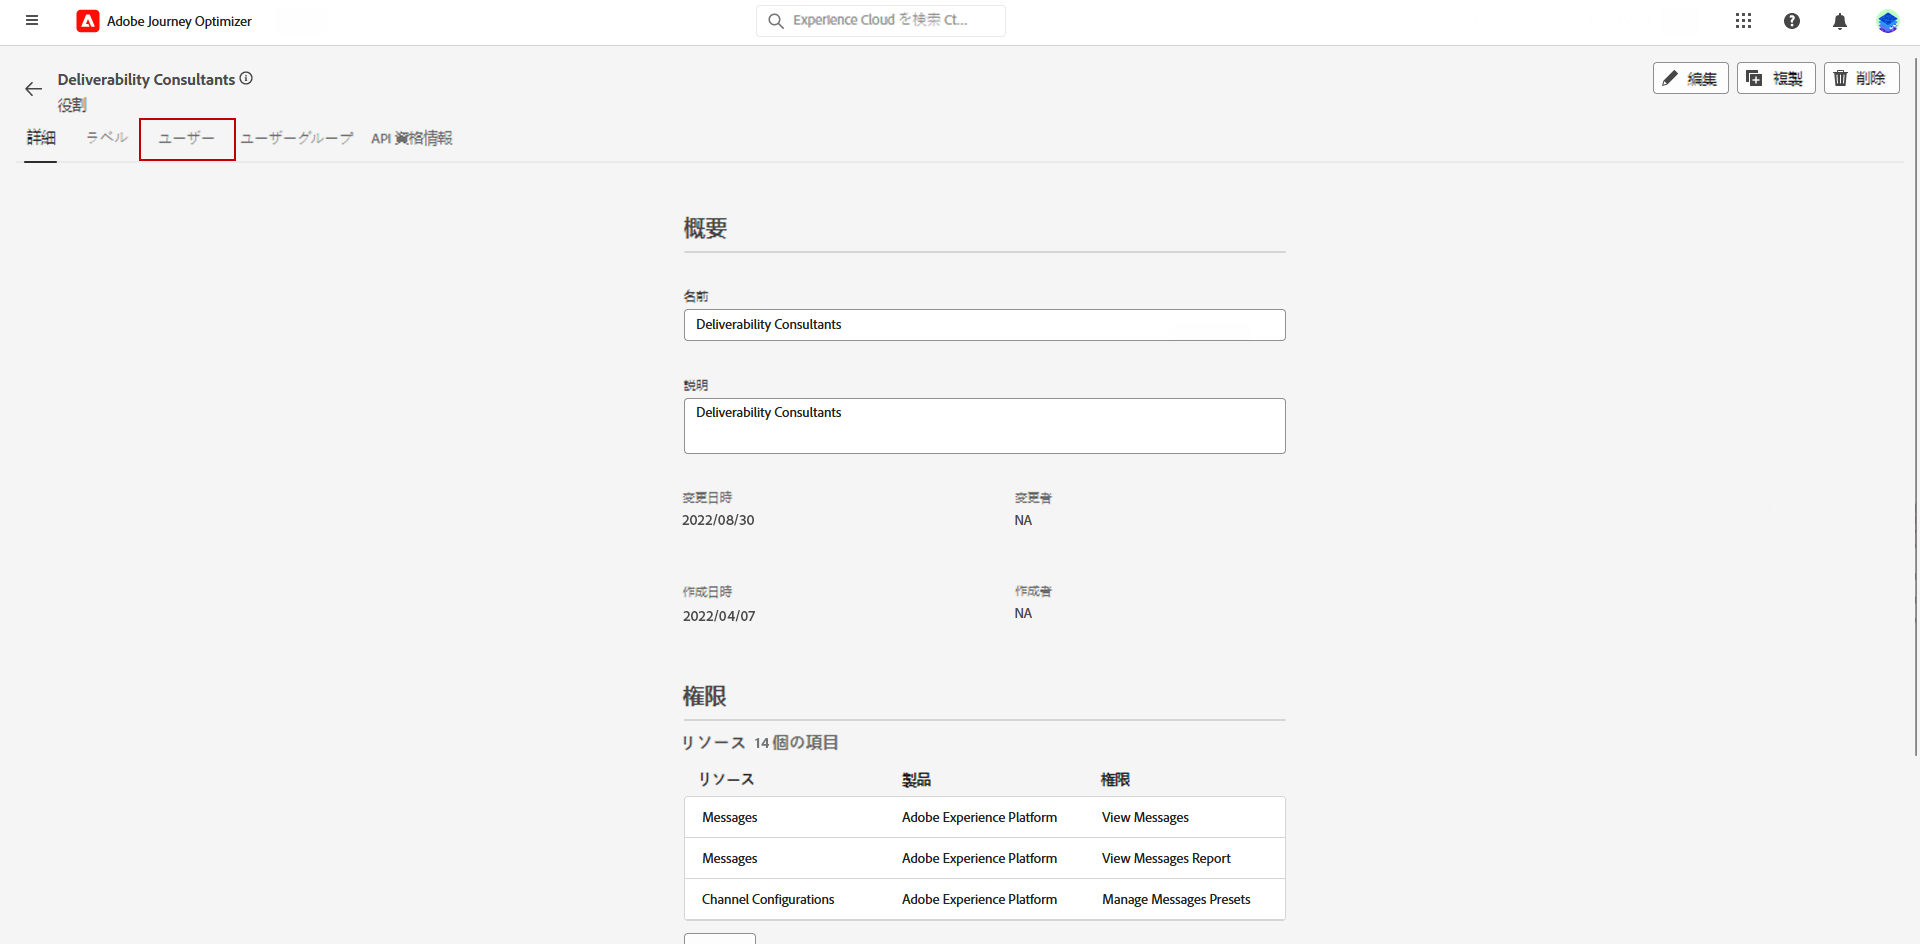 Adobe Journey Optimizer
Experience Cloud を検索 Ct...
Deliverability Consultants
役割
編集
複製
削除
詳細
ラベル
ユーザー
ユーザーグループ
API 資格情報
概要
名前
Deliverability Consultants
説明
Deliverability Consultants
変更日時
変更者
2022/08/30
NA
作成日時
作成者
2022/04/07
NA
権限
リソース 14 個の項目
リソース 製品 権限
Messages Adobe Experience Platform View Messages
Messages Adobe Experience Platform View Messages Report
Channel Configurations Adobe Experience Platform Manage Messages Presets